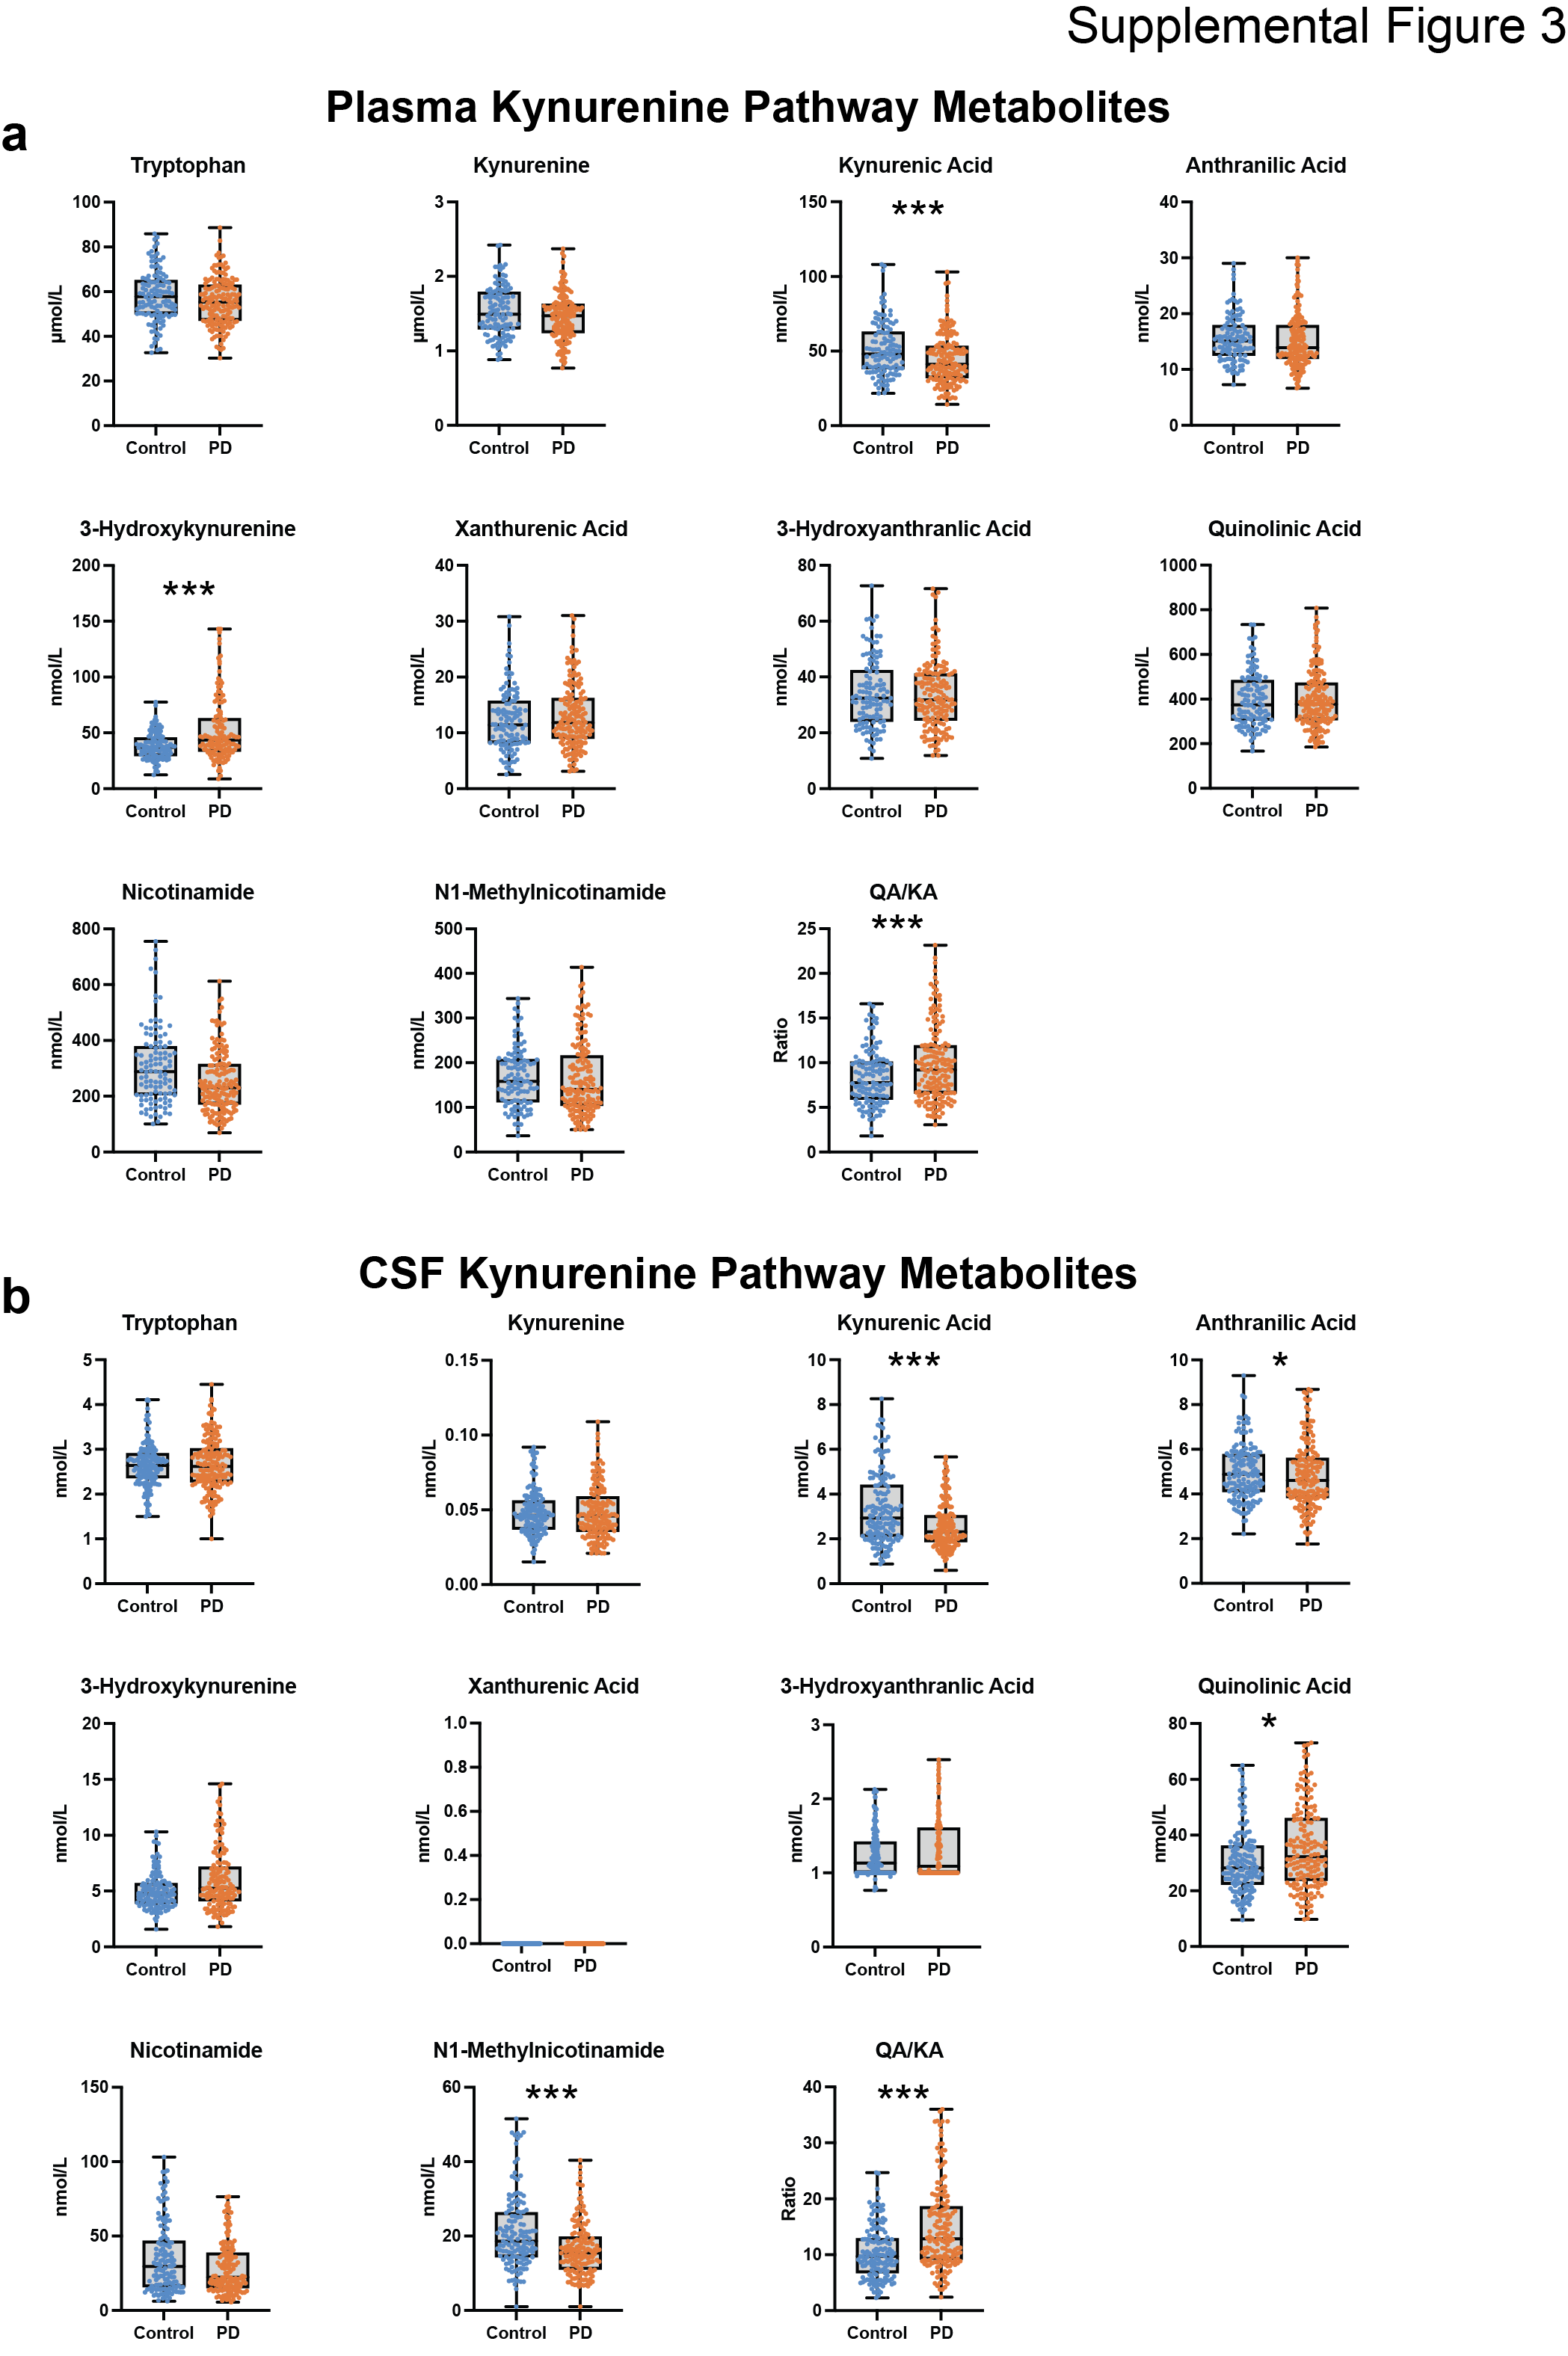 Supplemental Figure 3
Plasma Kynurenine Pathway Metabolites
a
Tryptophan
100
80
60
40
20
0
µmol/L
Control PD
Kynurenine
3
2
1
0
µmol/L
Control PD
Kynurenic Acid
***
150
100
50
0
nmol/L
Control PD
Anthranilic Acid
40
30
20
10
0
nmol/L
Control PD
3-Hydroxykynurenine
***
200
150
100
50
0
nmol/L
Control PD
Xanthurenic Acid
40
30
20
10
0
nmol/L
Control PD
3-Hydroxyanthranlic Acid
80
60
40
20
0
nmol/L
Control PD
Quinolinic Acid
1000
800
600
400
200
0
nmol/L
Control PD
Nicotinamide
800
600
400
200
0
nmol/L
Control PD
N1-Methylnicotinamide
500
400
300
200
100
0
nmol/L
Control PD
QA/KA
***
25
20
15
10
5
0
Ratio
Control PD
CSF Kynurenine Pathway Metabolites
b
Tryptophan
5
4
3
2
1
0
nmol/L
Control PD
Kynurenine
0.15
0.10
0.05
0.00
nmol/L
Control PD
Kynurenic Acid
***
10
8
6
4
2
0
nmol/L
Control PD
Anthranilic Acid
*
10
8
6
4
2
0
nmol/L
Control PD
3-Hydroxykynurenine
20
15
10
5
0
nmol/L
Control PD
Xanthurenic Acid
1.0
0.8
0.6
0.4
0.2
0.0
nmol/L
Control PD
3-Hydroxyanthranlic Acid
3
2
1
0
nmol/L
Control PD
Quinolinic Acid
*
80
60
40
20
0
nmol/L
Control PD
Nicotinamide
150
100
50
0
nmol/L
Control PD
N1-Methylnicotinamide
***
60
40
20
0
nmol/L
Control PD
QA/KA
***
40
30
20
10
0
Ratio
Control PD